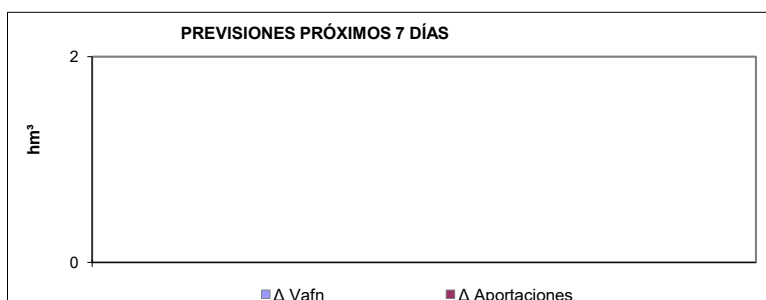 PREVISIONES PRÓXIMOS 7 DÍAS
2
hm³
0
Δ Vafn Δ Aportaciones